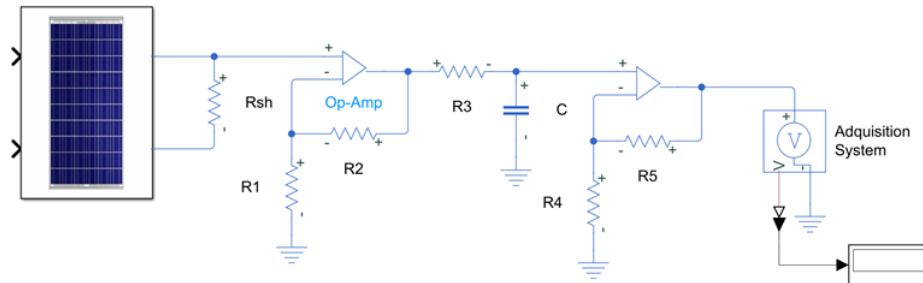 Rsh
Op-Amp
R1
R2
R3
C
R4
R5
V
V
Adquisition
System